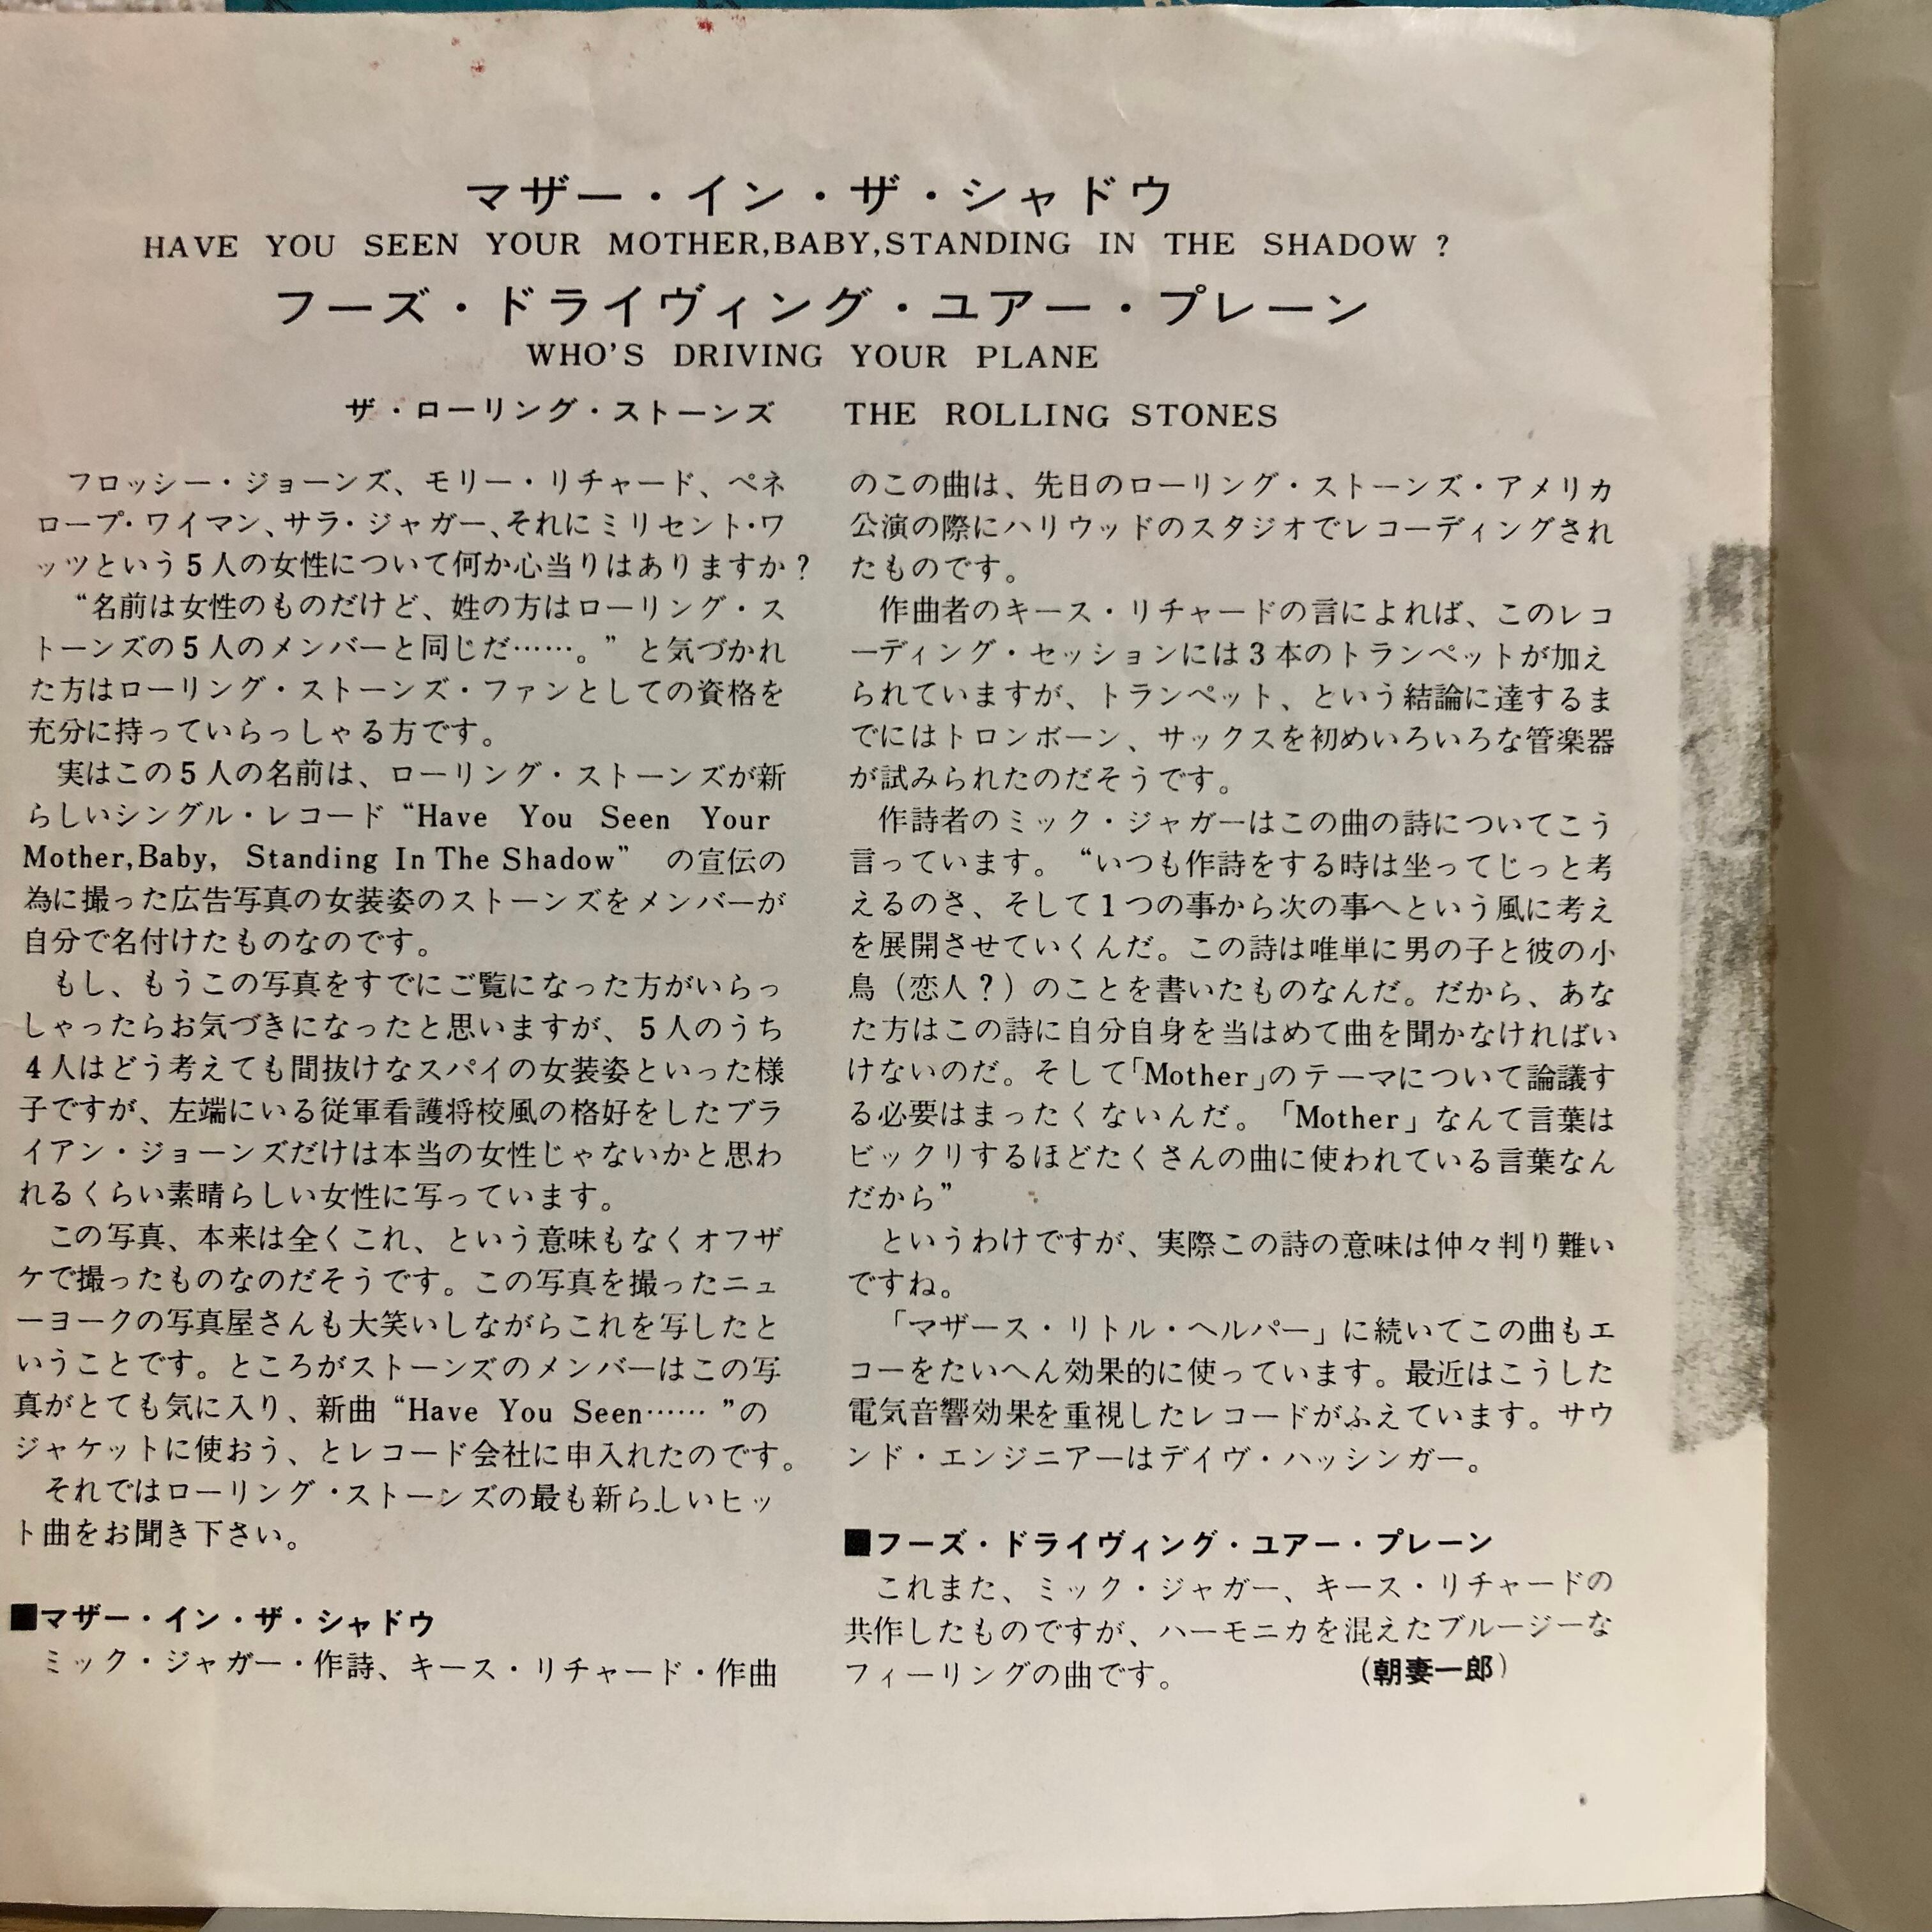 マザー・イン・ザ・シャドウ
HAVE YOU SEEN YOUR MOTHER,BABY,STANDING IN THE SHADOW ?
フーズ・ドライヴィング・ユアー・プレーン
WHO'S DRIVING YOUR PLANE
ザ・ローリング・ストーンズ THE ROLLING STONES
フロッシー・ジョーンズ、モリー・リチャード、ペネ
ロープ・ワイマン、サラ・ジャガー、それにミリセント・ワ
ッツという5人の女性について何か心当りはありますか?
“名前は女性のものだけど、姓の方はローリング・ス
トーンズの5人のメンバーと同じだ……。”と気づかれ
た方はローリング・ストーンズ・ファンとしての資格を
充分に持っていらっしゃる方です。
実はこの5人の名前は、ローリング・ストーンズが新
らしいシングル・レコード“Have You Seen Your
Mother,Baby, Standing In The Shadow” の宣伝の
為に撮った広告写真の女装姿のストーンズをメンバーが
自分で名付けたものなのです。
もし、もうこの写真をすでにご覧になった方がいらっ
しゃったらお気づきになったと思いますが、5人のうち
4人はどう考えても間抜けなスパイの女装姿といった様
子ですが、左端にいる従軍看護将校風の格好をしたブラ
イアン・ジョーンズだけは本当の女性じゃないかと思わ
れるくらい素晴らしい女性に写っています。
この写真、本来は全くこれ、という意味もなくオフザ
ケで撮ったものなのだそうです。この写真を撮ったニュ
ーヨークの写真屋さんも大笑いしながらこれを写したと
いうことです。ところがストーンズのメンバーはこの写
真がとても気に入り、新曲“Have You Seen…… ”の
ジャケットに使おう、とレコード会社に申入れたのです。
それではローリング・ストーンズの最も新らしいヒッ
ト曲をお聞き下さい。
■マザー・イン・ザ・シャドウ
ミック・ジャガー・作詩、キース・リチャード・作曲
のこの曲は、先日のローリング・ストーンズ・アメリカ
公演の際にハリウッドのスタジオでレコーディングされ
たものです。
作曲者のキース・リチャードの言によれば、このレコ
ーディング・セッションには3本のトランペットが加え
られていますが、トランペット、という結論に達するま
でにはトロンボーン、サックスを初めいろいろな管楽器
が試みられたのだそうです。
作詩者のミック・ジャガーはこの曲の詩についてこう
言っています。“いつも作詩をする時は坐ってじっと考
えるのさ、そして1つの事から次の事へという風に考え
を展開させていくんだ。この詩は唯単に男の子と彼の小
鳥(恋人?)のことを書いたものなんだ。だから、あな
た方はこの詩に自分自身を当はめて曲を聞かなければい
けないのだ。そして「Mother」のテーマについて論議す
る必要はまったくないんだ。「Mother」なんて言葉は
ビックリするほどたくさんの曲に使われている言葉なん
だから”
というわけですが、実際この詩の意味は仲々判り難い
ですね。
「マザース・リトル・ヘルパー」に続いてこの曲もエ
コーをたいへん効果的に使っています。最近はこうした
電気音響効果を重視したレコードがふえています。サウ
ンド・エンジニアーはデイヴ・ハッシンガー。
■フーズ・ドライヴィング・ユアー・プレーン
これまた、ミック・ジャガー、キース・リチャードの
共作したものですが、ハーモニカを混えたブルージーな
フィーリングの曲です。 (朝妻一郎)